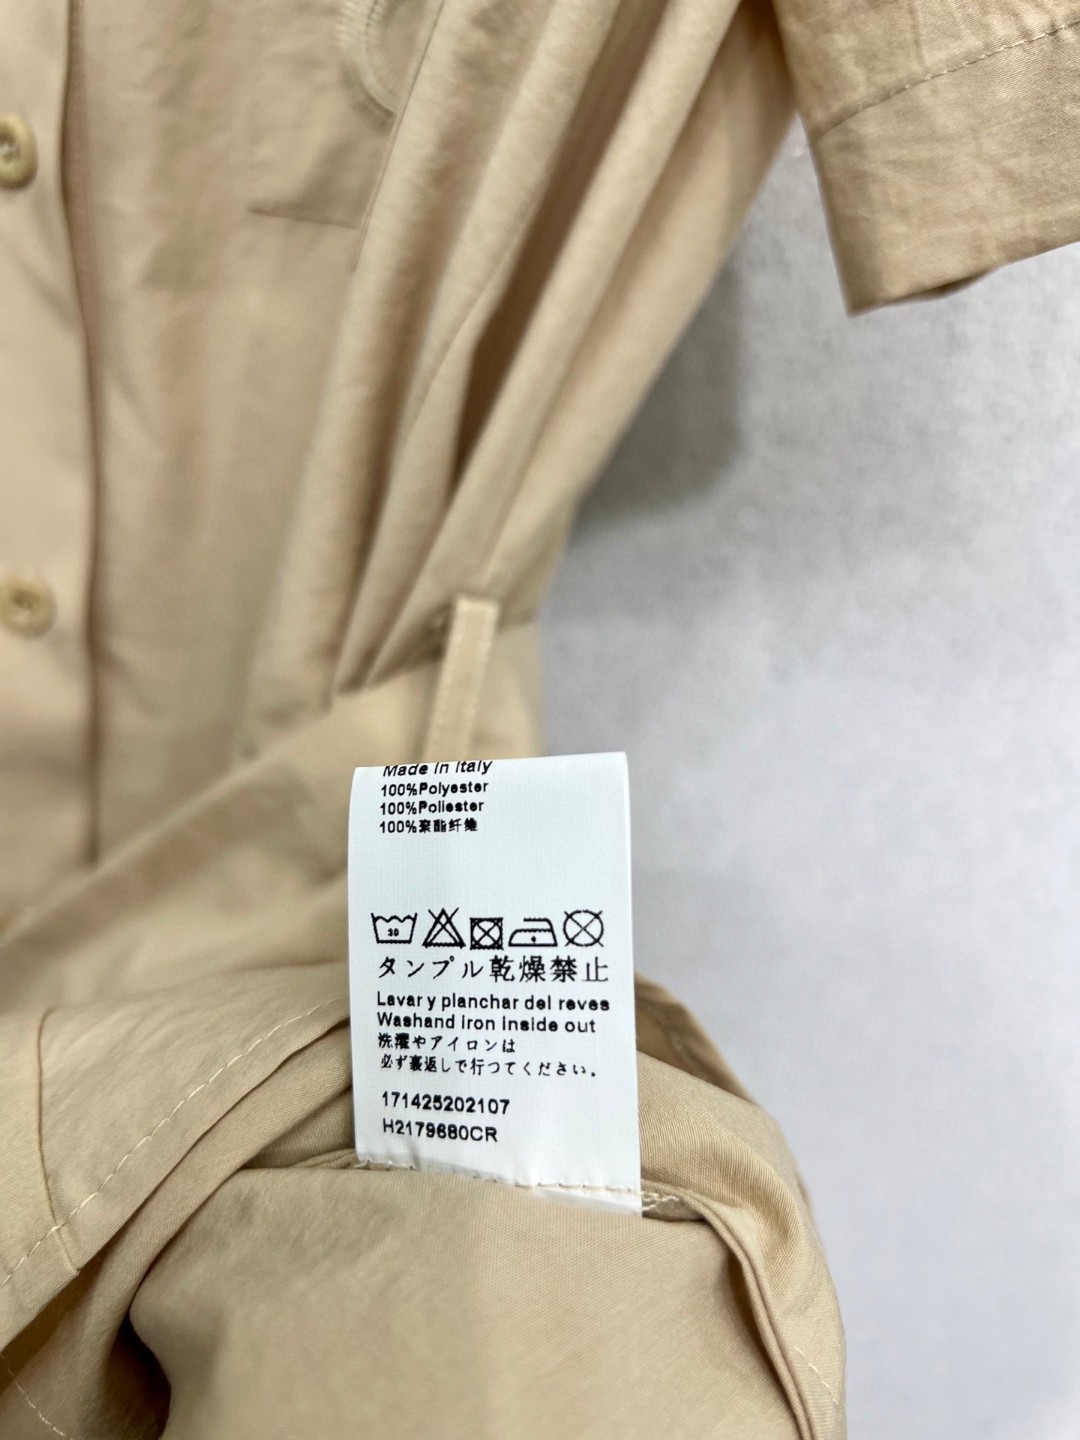 Made in Italy
100%Polyester
100%Poliester
100%聚酯纤维
30
タンプル乾燥禁止
Lavar y planchar del reves
Washand iron inside out
洗濯やアイロンは
必ず裏返しで行つてください。
171425202107
H2179680CR